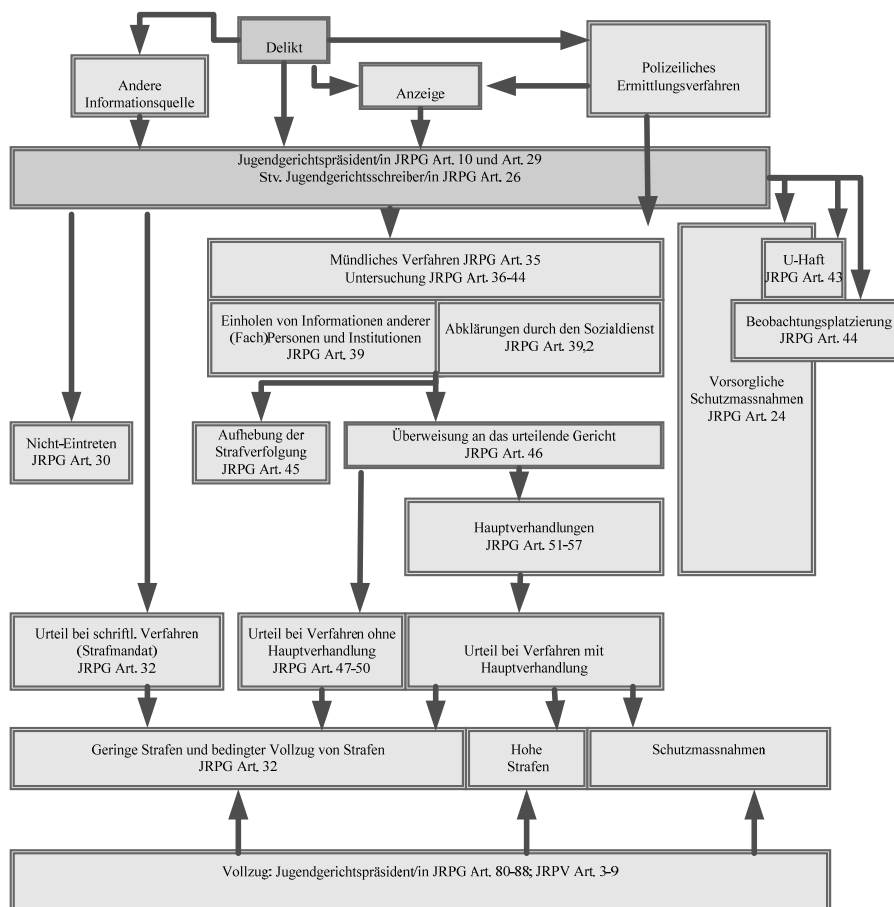 Delikt
Andere
Informationsquelle
Anzeige
Polizeiliches
Ermittlungsverfahren
Jugendgerichtspräsident/in JRPG Art. 10 und Art. 29
Stv. Jugendgerichtsschreiber/in JRPG Art. 26
Mündliches Verfahren JRPG Art. 35
Untersuchung JRPG Art. 36-44
U-Haft
JRPG Art. 43
Einholen von Informationen anderer
(Fach)Personen und Institutionen
JRPG Art. 39
Abklärungen durch den Sozialdienst
JRPG Art. 39,2
Beobachtungsplatzierung
JRPG Art. 44
Vorsorgliche
Schutzmassnahmen
JRPG Art. 24
Nicht-Eintreten
JRPG Art. 30
Aufhebung der
Strafverfolgung
JRPG Art. 45
Überweisung an das urteilende Gericht
JRPG Art. 46
Hauptverhandlungen
JRPG Art. 51-57
Urteil bei schriftl. Verfahren
(Strafmandat)
JRPG Art. 32
Urteil bei Verfahren ohne
Hauptverhandlung
JRPG Art. 47-50
Urteil bei Verfahren mit
Hauptverhandlung
Geringe Strafen und bedingter Vollzug von Strafen
JRPG Art. 32
Hohe
Strafen
Schutzmassnahmen
Vollzug: Jugendgerichtspräsident/in JRPG Art. 80-88; JRPV Art. 3-9